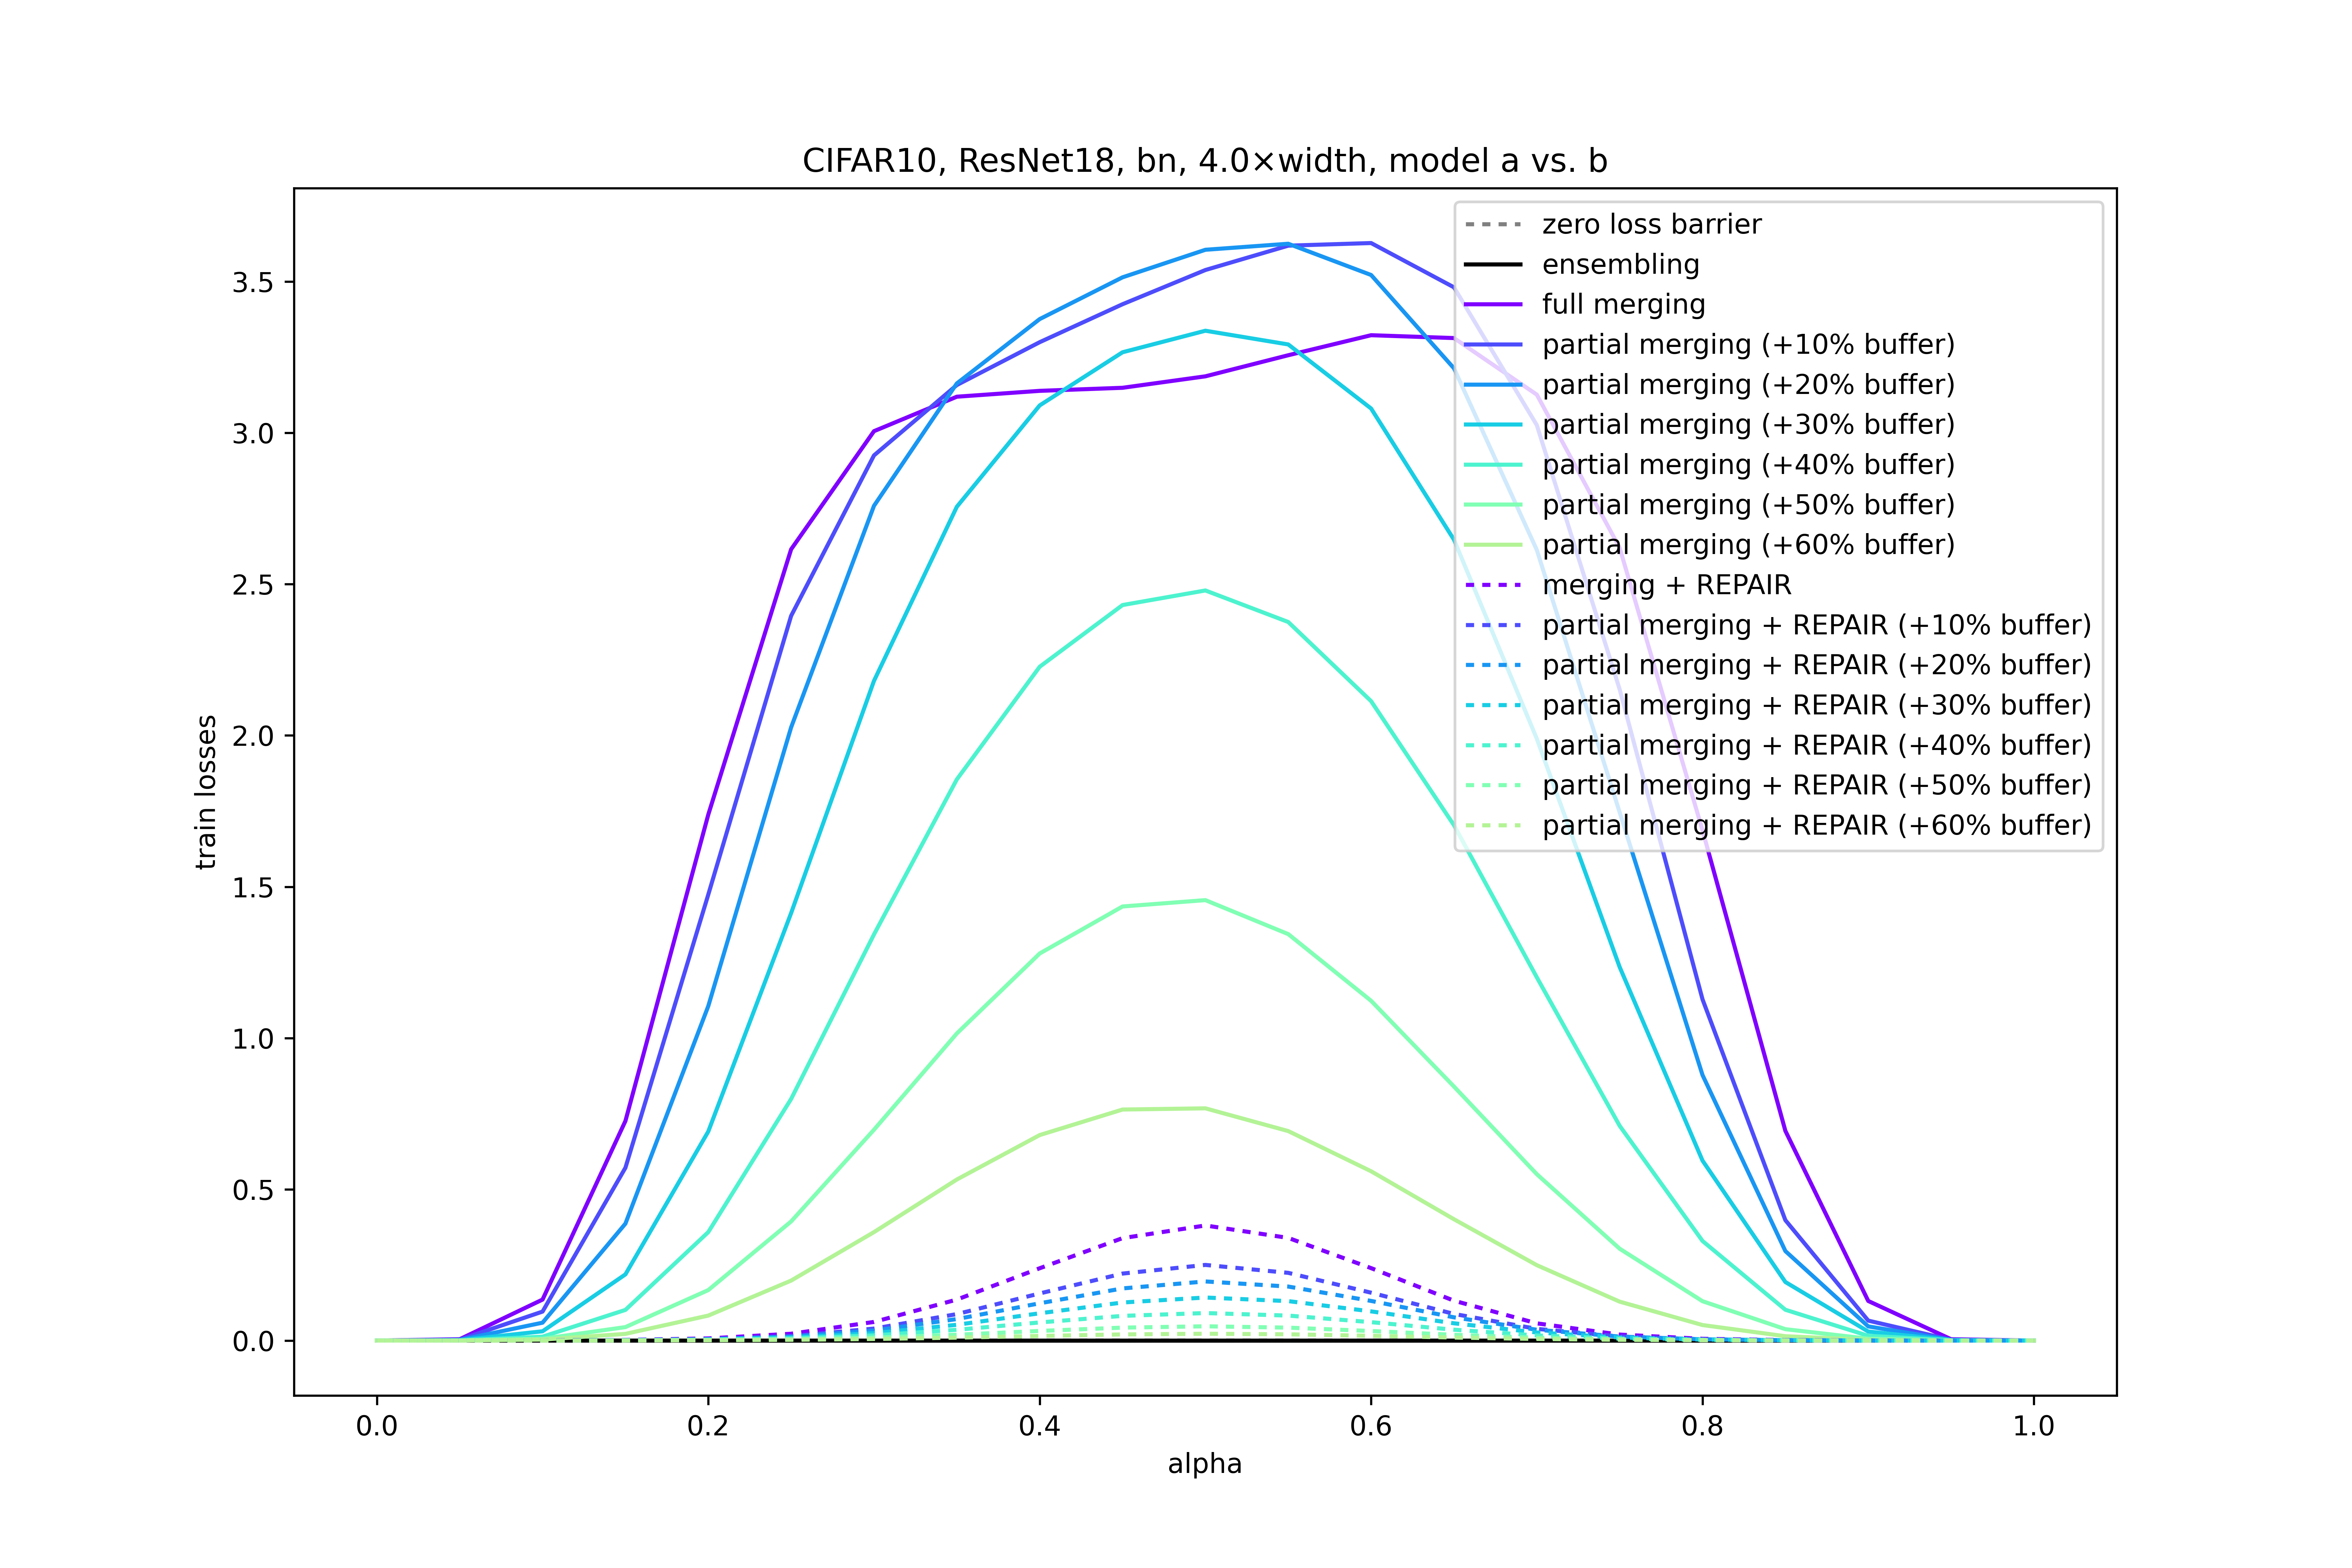 CIFAR10, ResNet18, bn, 4.0×width, model a vs. b
zero loss barrier
ensembling
full merging
partial merging (+10% buffer)
partial merging (+20% buffer)
partial merging (+30% buffer)
partial merging (+40% buffer)
partial merging (+50% buffer)
partial merging (+60% buffer)
merging + REPAIR
partial merging + REPAIR (+10% buffer)
partial merging + REPAIR (+20% buffer)
partial merging + REPAIR (+30% buffer)
partial merging + REPAIR (+40% buffer)
partial merging + REPAIR (+50% buffer)
partial merging + REPAIR (+60% buffer)
train losses
3.5
3.0
2.5
2.0
1.5
1.0
0.5
0.0
0.0 0.2 0.4 0.6 0.8 1.0
alpha